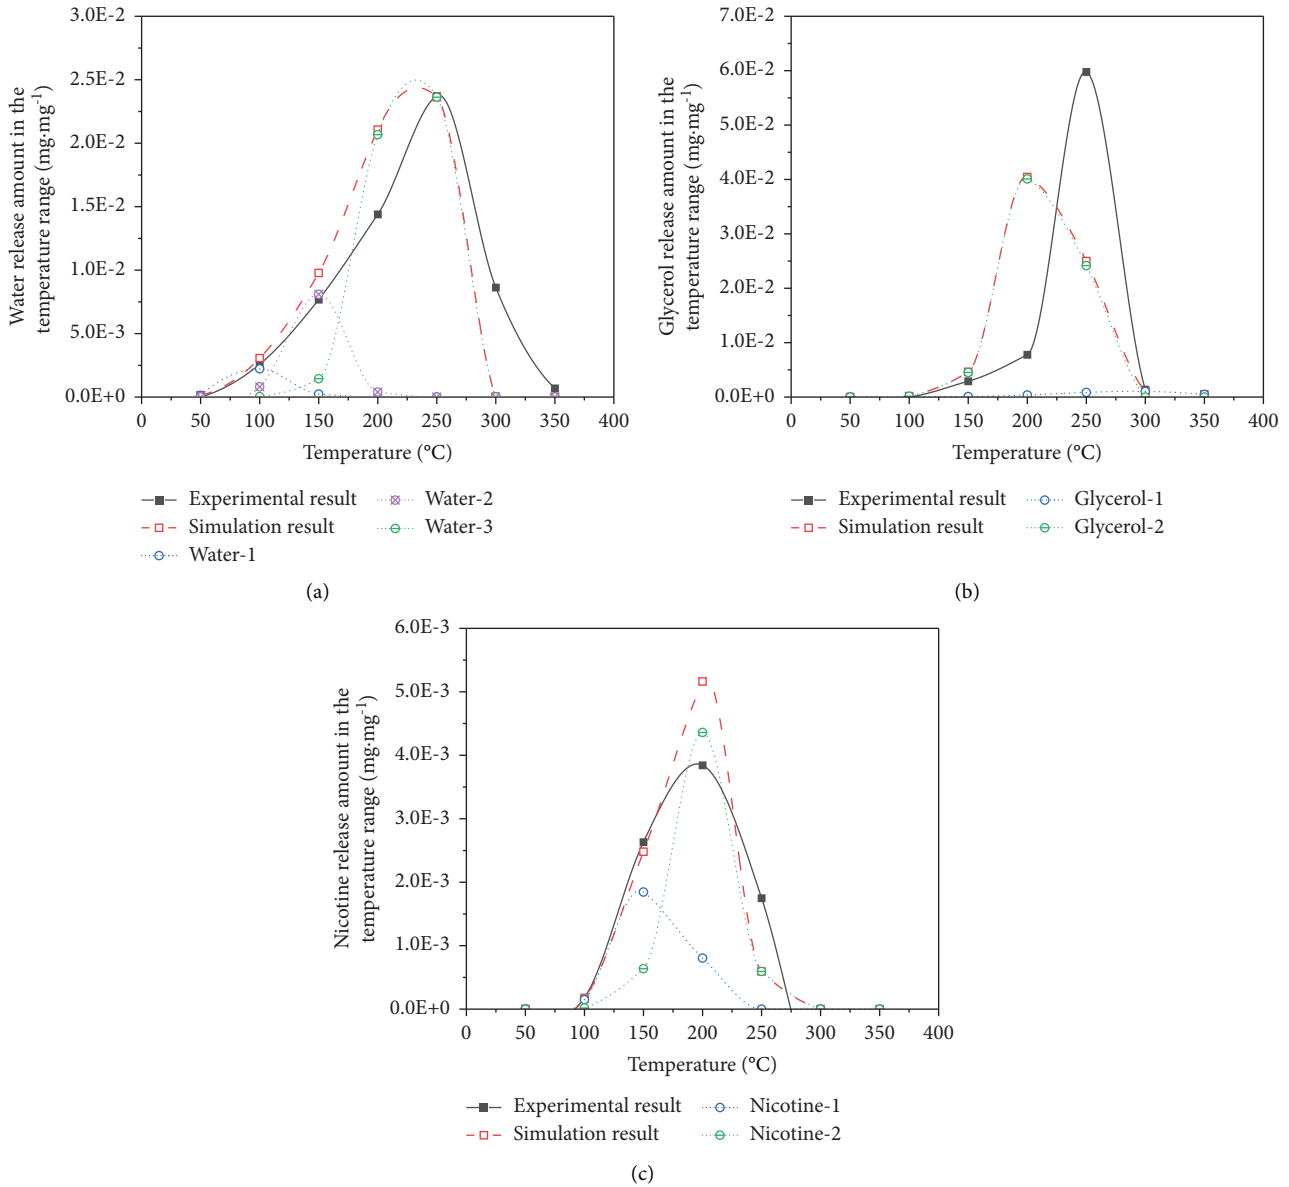 Water release amount in the
temperature range (mg·mg-1)
3.0E-2
2.5E-2
2.0E-2
1.5E-2
1.0E-2
5.0E-3
0.0E+0
0 50 100 150 200 250 300 350 400
Temperature (°C)
Experimental result
Simulation result
Water-1
Water-2
Water-3
(a)
Glycerol release amount in the
temperature range (mg·mg-1)
7.0E-2
6.0E-2
5.0E-2
4.0E-2
3.0E-2
2.0E-2
1.0E-2
0.0E+0
0 50 100 150 200 250 300 350 400
Temperature (°C)
Experimental result
Simulation result
Glycerol-1
Glycerol-2
(b)
Nicotine release amount in the
temperature range (mg·mg-1)
6.0E-3
5.0E-3
4.0E-3
3.0E-3
2.0E-3
1.0E-3
0.0E+0
0 50 100 150 200 250 300 350 400
Temperature (°C)
Experimental result
Simulation result
Nicotine-1
Nicotine-2
(c)